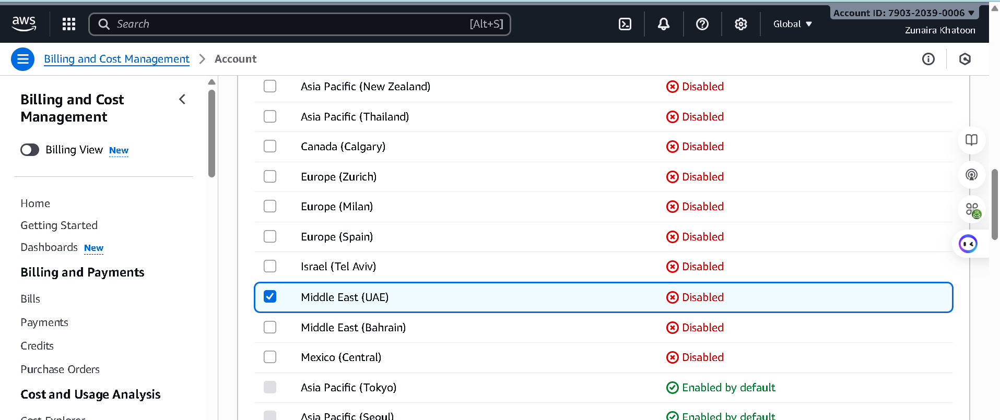 aws
Search [Alt+S]
Global
Account ID: 7903-2039-0006
Zunaira Khatoon
Billing and Cost Management
Account
Billing and Cost
Management
Billing View New
Home
Getting Started
Dashboards New
Billing and Payments
Bills
Payments
Credits
Purchase Orders
Cost and Usage Analysis
Cost Explorer
Asia Pacific (New Zealand) Disabled
Asia Pacific (Thailand) Disabled
Canada (Calgary) Disabled
Europe (Zurich) Disabled
Europe (Milan) Disabled
Europe (Spain) Disabled
Israel (Tel Aviv) Disabled
Middle East (UAE) Disabled
Middle East (Bahrain) Disabled
Mexico (Central) Disabled
Asia Pacific (Tokyo) Enabled by default
Asia Pacific (Seoul) Enabled by default